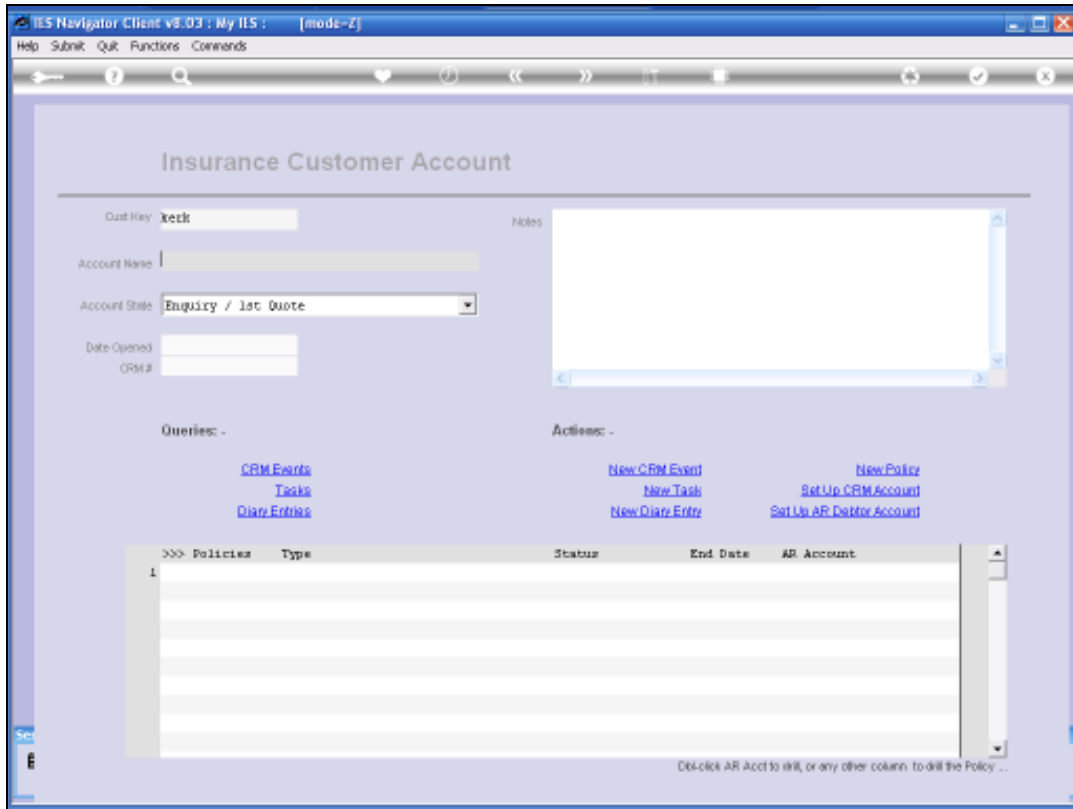 IES Navigator Client v8.03 : My IES : [mode-Z]
Help Submit Quit Functions Commands
Insurance Customer Account
Cust Key kerk
Notes
Account Name
Account State Enquiry / 1st Quote
Date Opened
CRM #
Queries: - Actions: -
CRM Events New CRM Event New Policy
Tasks New Task Set Up CRM Account
Diary Entries New Diary Entry Set Up AR Debtor Account
>>> Policies Type Status End Date AR Account
1
Dbl-click AR Acct to drill, or any other column to drill the Policy ...